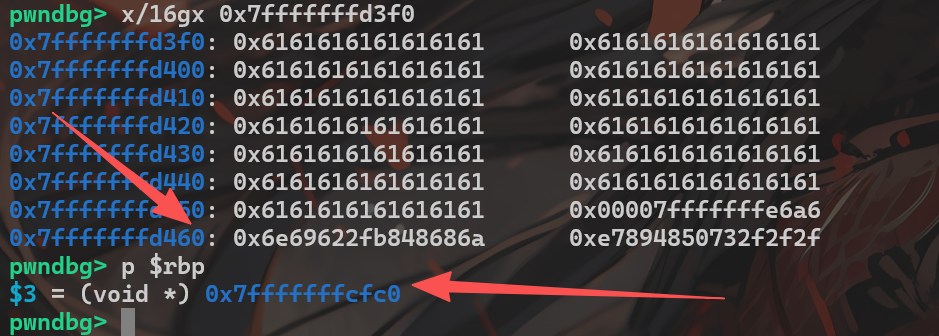 pwndbg> x/16gx 0x7fffffffd3f0
0x7fffffffd3f0: 0x6161616161616161 0x6161616161616161
0x7fffffffd400: 0x6161616161616161 0x6161616161616161
0x7fffffffd410: 0x6161616161616161 0x6161616161616161
0x7fffffffd420: 0x6161616161616161 0x6161616161616161
0x7fffffffd430: 0x6161616161616161 0x6161616161616161
0x7fffffffd440: 0x6161616161616161 0x6161616161616161
0x7fffffffd450: 0x6161616161616161 0x00007fffffffe6a6
0x7fffffffd460: 0x6e69622fb848686a 0xe7894850732f2f2f
pwndbg> p $rbp
$3 = (void *) 0x7fffffffcfc0
pwndbg>